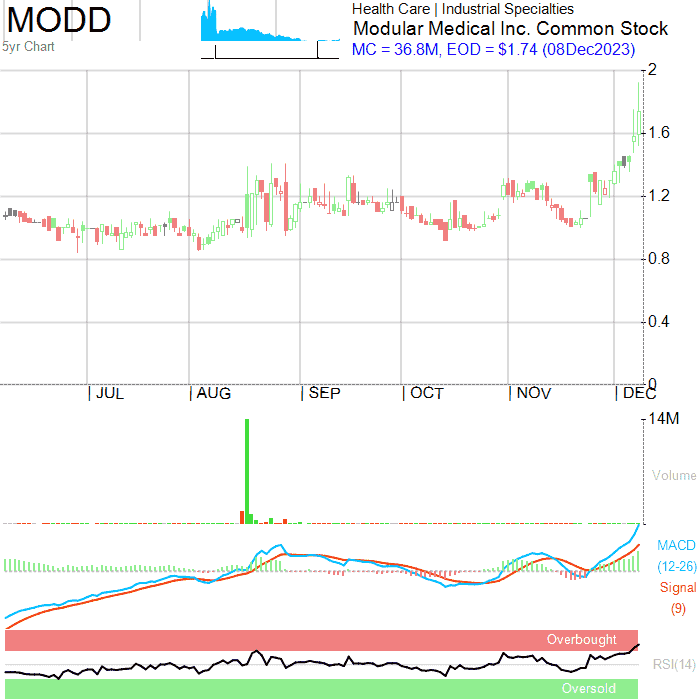 MODD
5yr Chart
Health Care | Industrial Specialties
Modular Medical Inc. Common Stock
MC = 36.8M, EOD = $1.74 (08Dec2023)
2
1.6
1.2
0.8
0.4
0
JUL
AUG
SEP
OCT
NOV
DEC
14M
Volume
MACD
(12-26)
Signal
(9)
Overbought
RSI(14)
Oversold